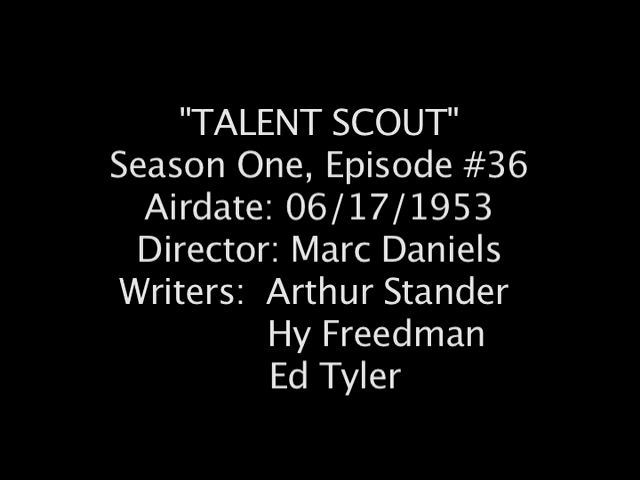 "TALENT SCOUT"
Season One, Episode #36
Airdate: 06/17/1953
Director: Marc Daniels
Writers: Arthur Stander
Hy Freedman
Ed Tyler